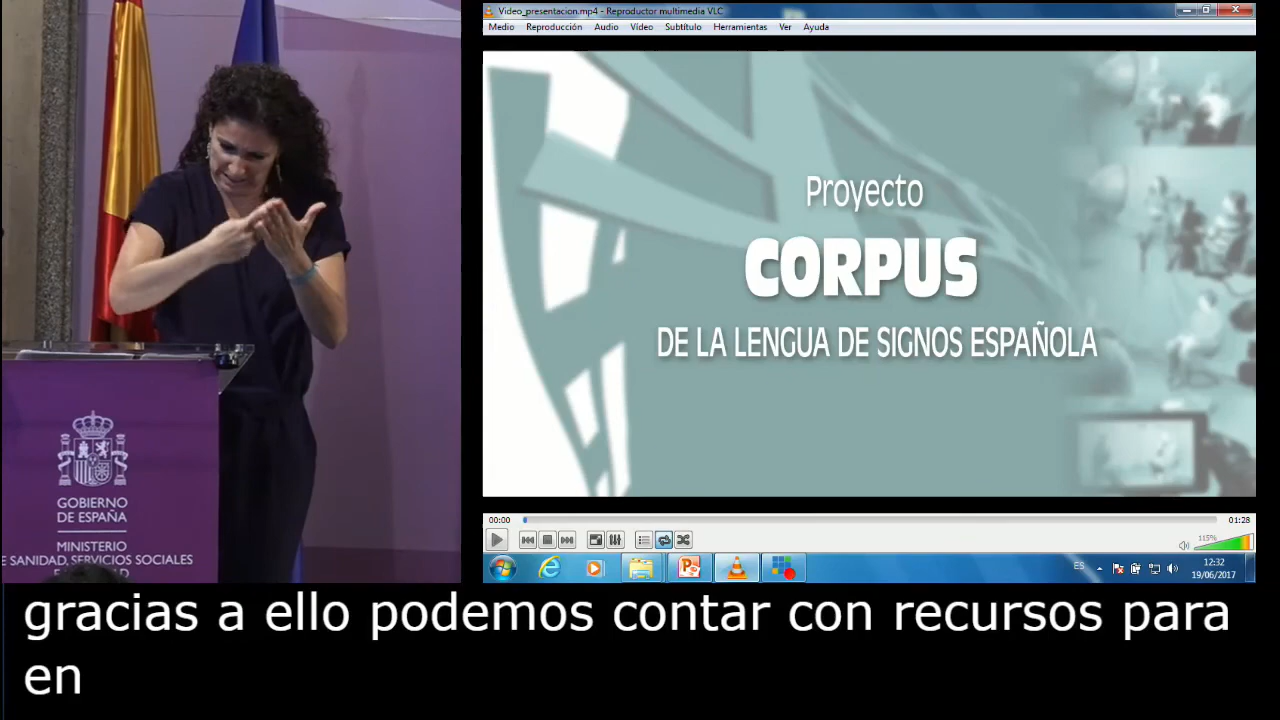 Video_presentacion.mp4 - Reproductor multimedia VLC
Medio Reproducción Audio Vídeo Subtítulo Herramientas Ver Ayuda
Proyecto
CORPUS
DE LA LENGUA DE SIGNOS ESPAÑOLA
GOBIERNO
DE ESPAÑA
MINISTERIO
E SANIDAD, SERVICIOS SOCIALES
00:00
01:28
115%
ES
12:32
19/06/2017
gracias a ello podemos contar con recursos para
en